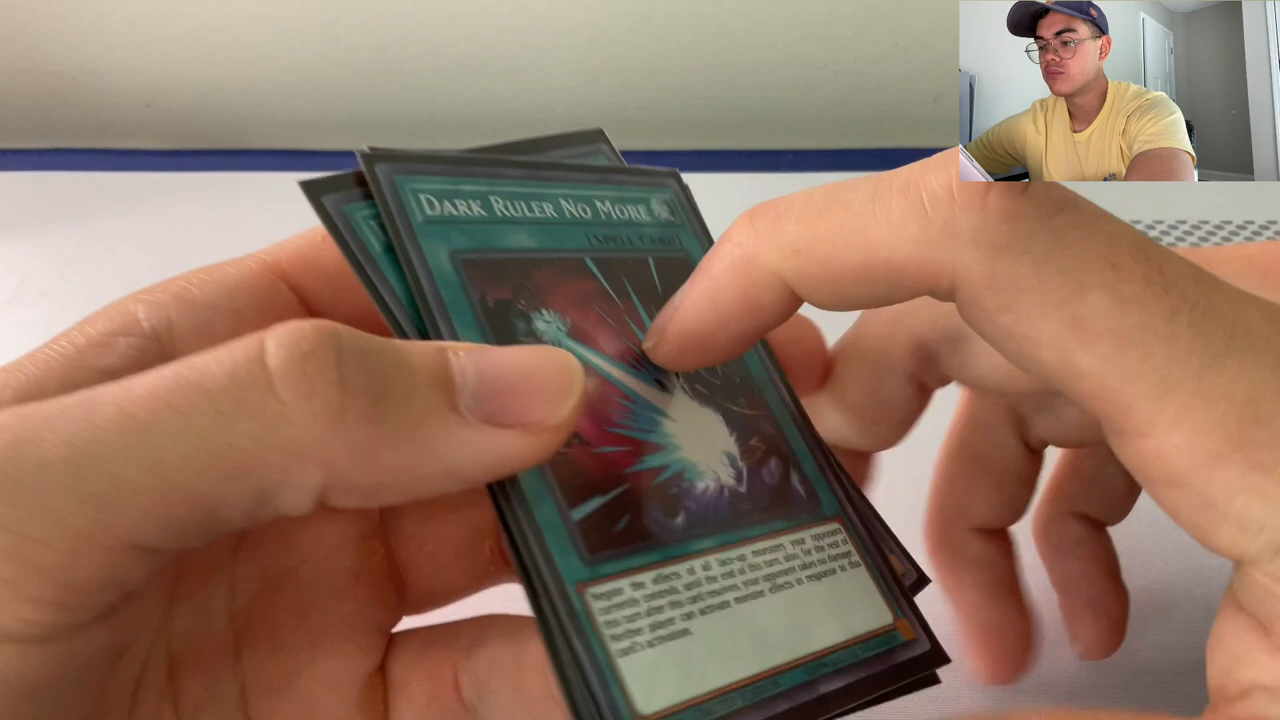 DARK RULER NO MORE
[SPELL CARD]
Negate the effects of all face-up monsters your opponent
currently controls, until the end of this turn, also, for the rest of
this turn after this card resolves, your opponent takes no damage.
Neither player can activate monster effects in response to this
card's activation.